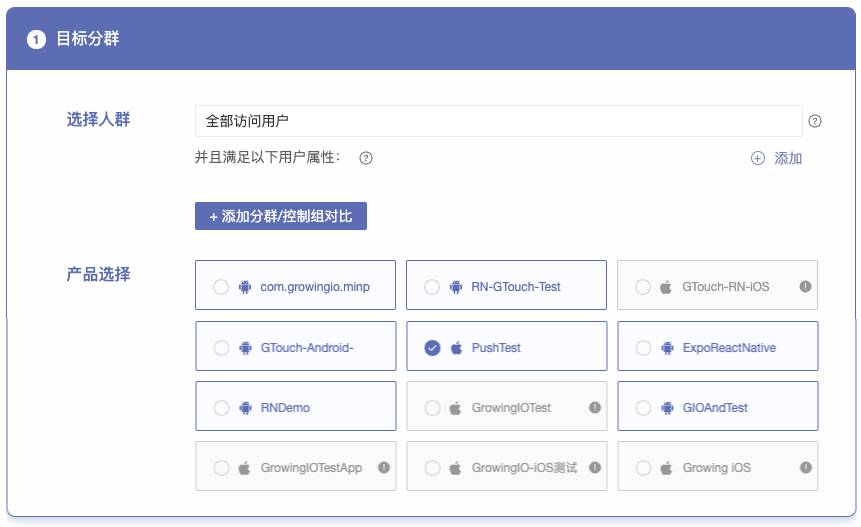 1 目标分群
选择人群 全部访问用户 ?
并且满足以下用户属性: ? + 添加
+ 添加分群/控制组对比
产品选择 com.growingio.minp RN-GTouch-Test GTouch-RN-iOS !
GTouch-Android- PushTest ExpoReactNative
RNDemo GrowingIOTest ! GIOAndTest
GrowingIOTestApp ! GrowingIO-iOS测试 ! Growing iOS !